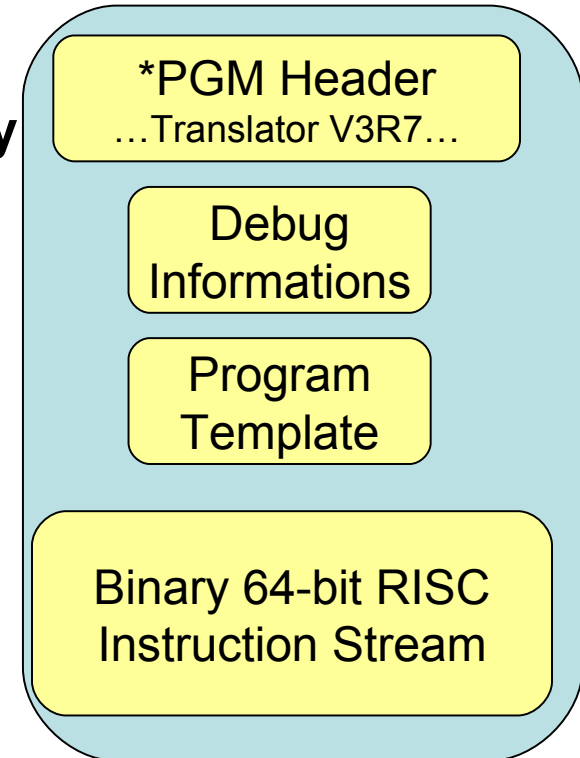 *PGM Header
…Translator V3R7…
y
Debug
Informations
Program
Template
Binary 64-bit RISC
Instruction Stream